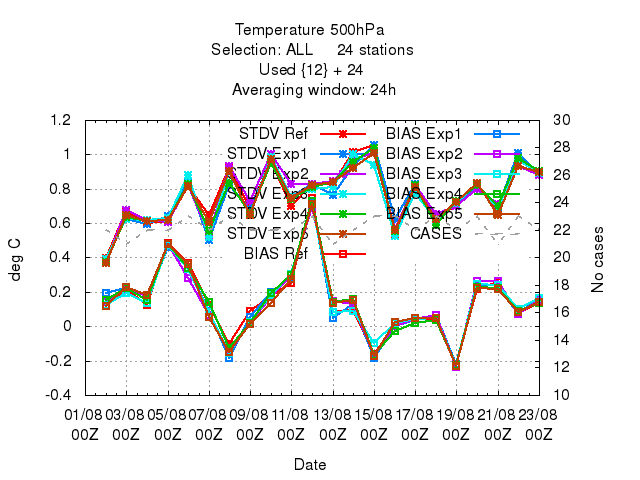 Temperature 500hPa
Selection: ALL 24 stations
Used {12} + 24
Averaging window: 24h
1.2
1
0.8
0.6
0.4
0.2
0
-0.2
-0.4
deg C
30
28
26
24
22
20
18
16
14
12
10
No cases
STDV Ref
STDV Exp1
STDV Exp2
STDV Exp3
STDV Exp4
STDV Exp5
BIAS Ref
BIAS Exp1
BIAS Exp2
BIAS Exp3
BIAS Exp4
BIAS Exp5
CASES
01/08 03/08 05/08 07/08 09/08 11/08 13/08 15/08 17/08 19/08 21/08 23/08
00Z 00Z 00Z 00Z 00Z 00Z 00Z 00Z 00Z 00Z 00Z 00Z
Date